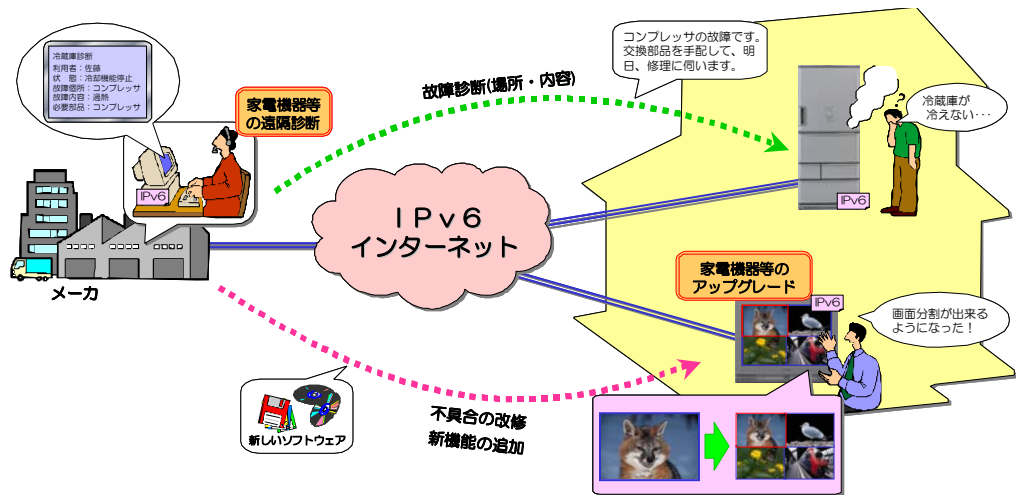 冷蔵庫診断
利用者：佐藤
状　態：冷却機能停止
故障個所：コンプレッサ
故障内容：過熱
必要部品：コンプレッサ
家電機器等
の遠隔診断
IPv6
メーカ
故障診断(場所・内容)
コンプレッサの故障です。
交換部品を手配して、明
日、修理に伺います。
?
冷蔵庫が
冷えない･･･
IPv6
ＩＰｖ６
インターネット
家電機器等の
アップグレード
IPv6
画面分割が出来る
ようになった！
新しいソフトウェア
不具合の改修
新機能の追加